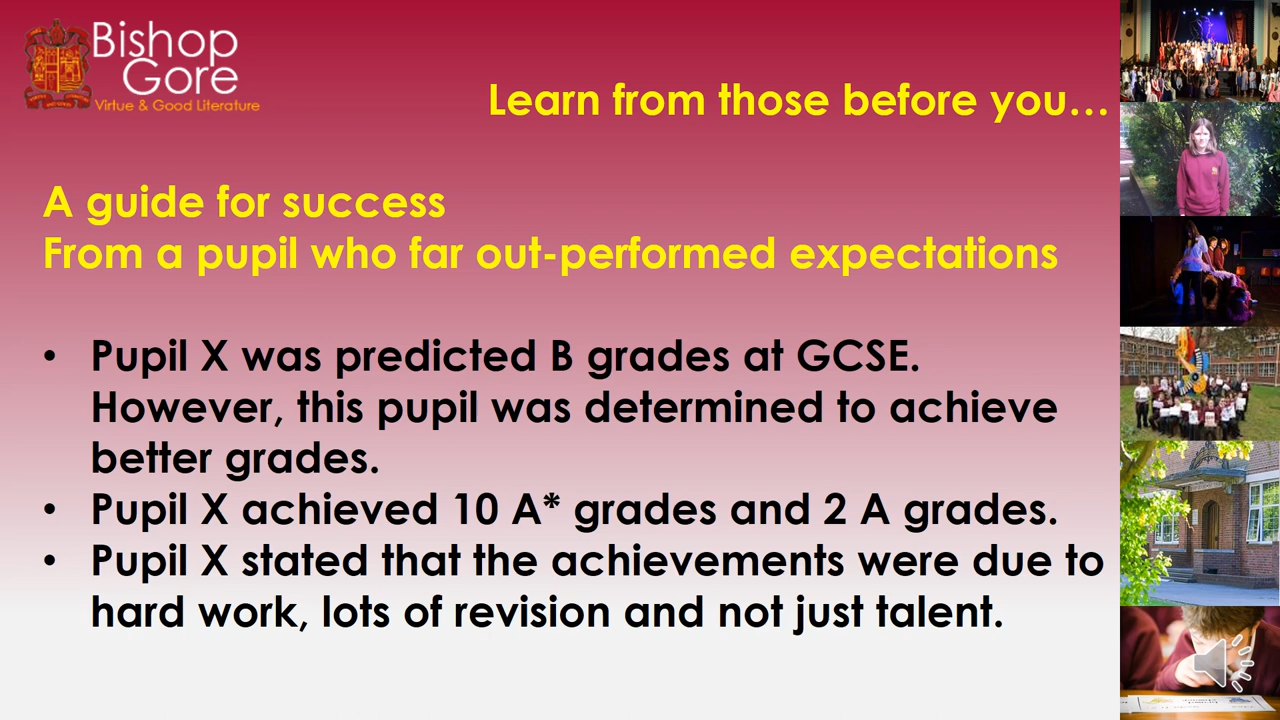 Bishop
Gore
Virtue & Good Literature
Learn from those before you...
A guide for success
From a pupil who far out-performed expectations
• Pupil X was predicted B grades at GCSE.
However, this pupil was determined to achieve
better grades.
• Pupil X achieved 10 A* grades and 2 A grades.
• Pupil X stated that the achievements were due to
hard work, lots of revision and not just talent.